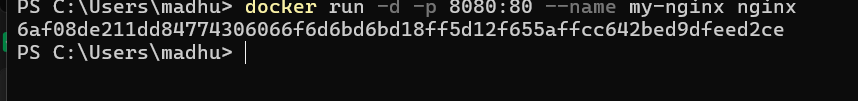 PS C:\Users\madhu> docker run -d -p 8080:80 --name my-nginx nginx
6af08de211dd84774306066f6d6bd6bd18ff5d12f655affcc642bed9dfeed2ce
PS C:\Users\madhu>